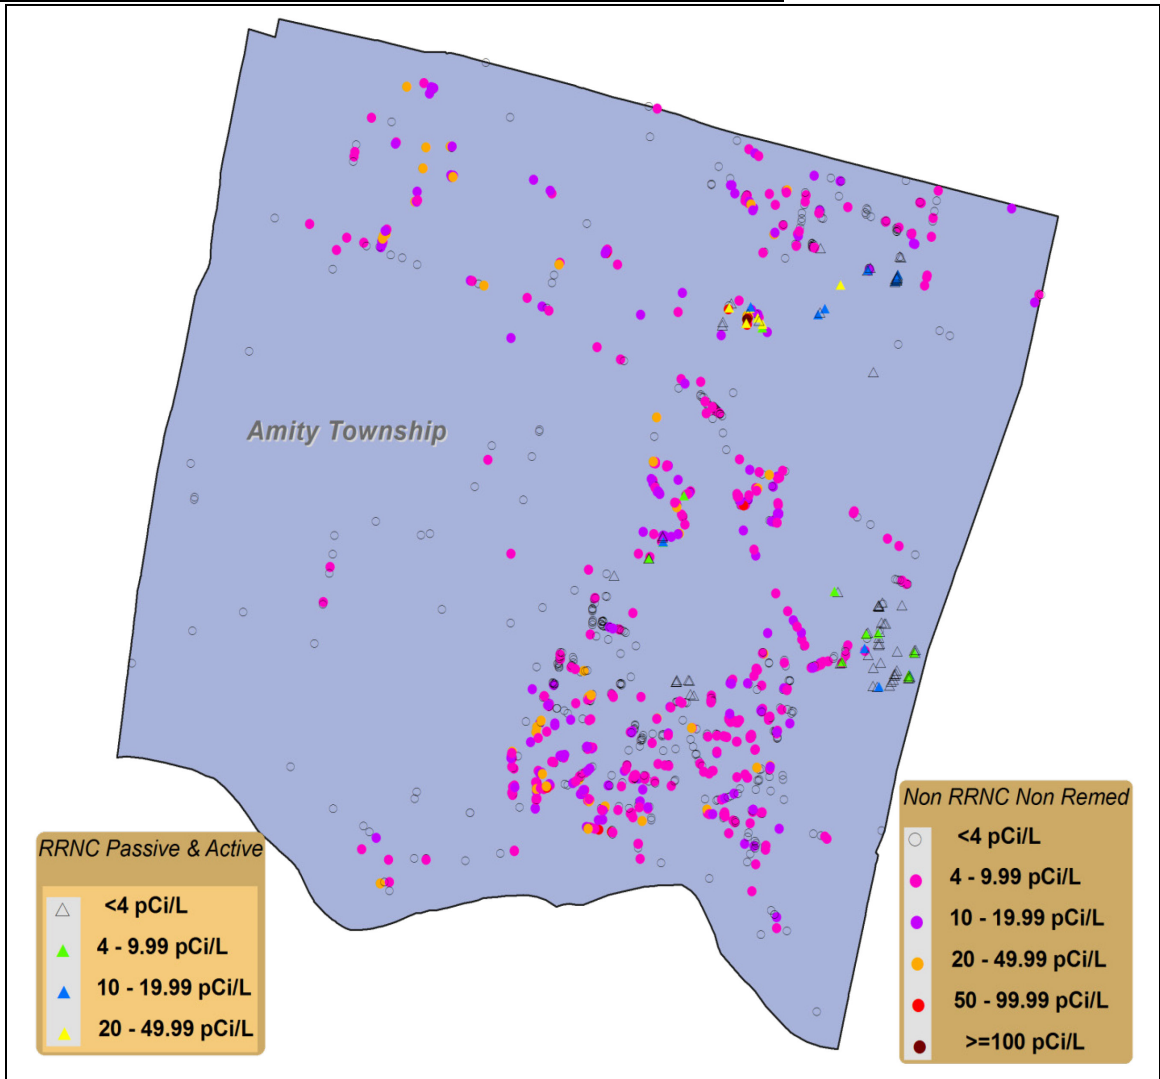 Amity Township
RRNC Passive & Active
<4 pCi/L
4 - 9.99 pCi/L
10 - 19.99 pCi/L
20 - 49.99 pCi/L
Non RRNC Non Remed
<4 pCi/L
4 - 9.99 pCi/L
10 - 19.99 pCi/L
20 - 49.99 pCi/L
50 - 99.99 pCi/L
>=100 pCi/L